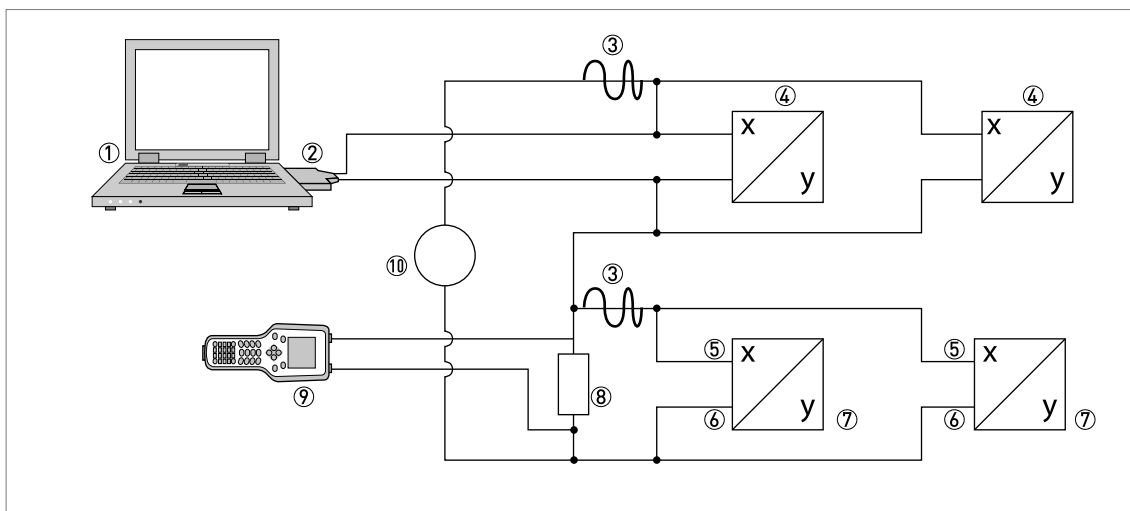 ③
④
④
x
y
x
y
①
②
⑩
③
⑤
x
y
⑥
⑦
⑤
x
y
⑥
⑦
⑧
⑨